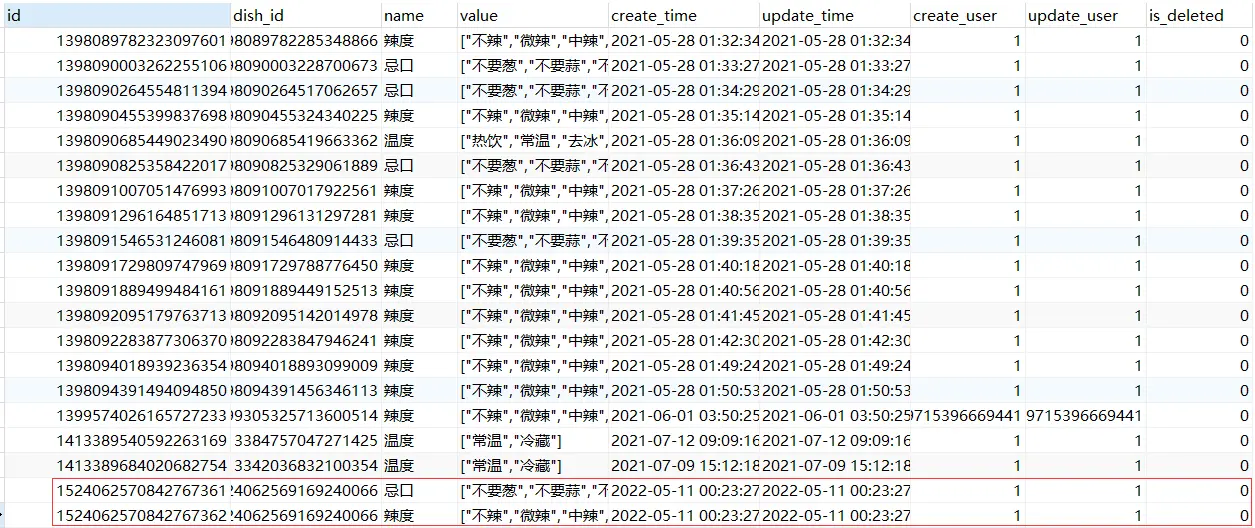 id dish_id name value create_time update_time create_user update_user is_deleted
1398089782323097601 98089782285348866 辣度 ["不辣","微辣","中辣", 2021-05-28 01:32:34 2021-05-28 01:32:34 1 1 0
1398090003262255106 98090003228700673 忌口 ["不要葱","不要蒜","不 2021-05-28 01:33:27 2021-05-28 01:33:27 1 1 0
1398090264554811394 98090264517062657 忌口 ["不要葱","不要蒜","不 2021-05-28 01:34:29 2021-05-28 01:34:29 1 1 0
1398090455399837698 98090455324340225 辣度 ["不辣","微辣","中辣", 2021-05-28 01:35:14 2021-05-28 01:35:14 1 1 0
1398090685449023490 98090685419663362 温度 ["热饮","常温","去冰", 2021-05-28 01:36:09 2021-05-28 01:36:09 1 1 0
1398090825358422017 98090825329061889 忌口 ["不要葱","不要蒜","不 2021-05-28 01:36:43 2021-05-28 01:36:43 1 1 0
1398091007051476993 98091007017922561 辣度 ["不辣","微辣","中辣", 2021-05-28 01:37:26 2021-05-28 01:37:26 1 1 0
1398091296164851713 98091296131297281 辣度 ["不辣","微辣","中辣", 2021-05-28 01:38:35 2021-05-28 01:38:35 1 1 0
1398091546531246081 98091546480914433 忌口 ["不要葱","不要蒜","不 2021-05-28 01:39:35 2021-05-28 01:39:35 1 1 0
1398091729809747969 98091729788776450 辣度 ["不辣","微辣","中辣", 2021-05-28 01:40:18 2021-05-28 01:40:18 1 1 0
1398091889499484161 98091889449152513 辣度 ["不辣","微辣","中辣", 2021-05-28 01:40:56 2021-05-28 01:40:56 1 1 0
1398092095179763713 98092095142014978 辣度 ["不辣","微辣","中辣", 2021-05-28 01:41:45 2021-05-28 01:41:45 1 1 0
1398092283877306370 98092283847946241 辣度 ["不辣","微辣","中辣", 2021-05-28 01:42:30 2021-05-28 01:42:30 1 1 0
1398094018939236354 98094018893099009 辣度 ["不辣","微辣","中辣", 2021-05-28 01:49:24 2021-05-28 01:49:24 1 1 0
1398094391494094850 98094391456346113 辣度 ["不辣","微辣","中辣", 2021-05-28 01:50:53 2021-05-28 01:50:53 1 1 0
1399574026165727233 99305325713600514 辣度 ["不辣","微辣","中辣", 2021-06-01 03:50:25 2021-06-01 03:50:25 9715396669441 9715396669441 0
1413389540592263169 13384757047271425 温度 ["常温","冷藏"] 2021-07-12 09:09:16 2021-07-12 09:09:16 1 1 0
1413389684020682754 13342036832100354 温度 ["常温","冷藏"] 2021-07-09 15:12:18 2021-07-09 15:12:18 1 1 0
1524062570842767361 24062569169240066 忌口 ["不要葱","不要蒜","不 2022-05-11 00:23:27 2022-05-11 00:23:27 1 1 0
1524062570842767362 24062569169240066 辣度 ["不辣","微辣","中辣", 2022-05-11 00:23:27 2022-05-11 00:23:27 1 1 0